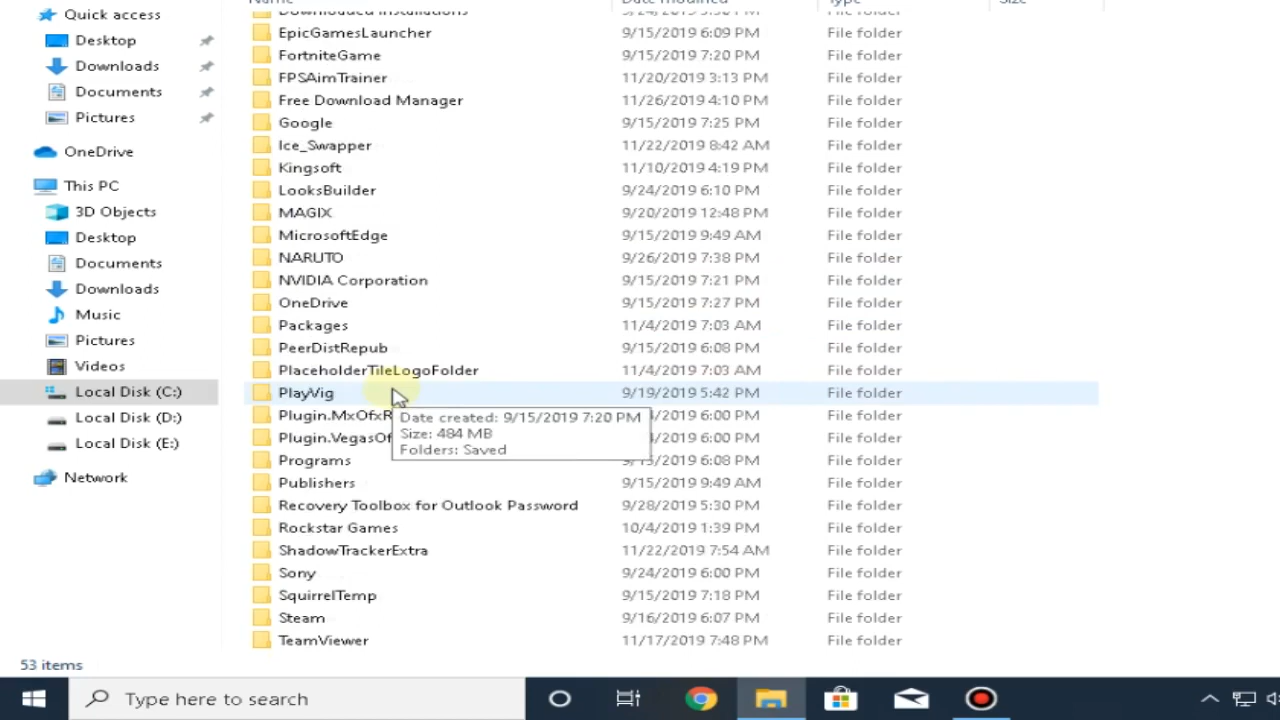 Quick access
Desktop
Downloads
Documents
Pictures
OneDrive
This PC
3D Objects
Desktop
Documents
Downloads
Music
Pictures
Videos
Local Disk (C:)
Local Disk (D:)
Local Disk (E:)
Network
Name Date modified Type Size
Downloaded Installations File folder
EpicGamesLauncher 9/15/2019 6:09 PM File folder
FortniteGame 9/15/2019 7:20 PM File folder
FPSAimTrainer 11/20/2019 3:13 PM File folder
Free Download Manager 11/26/2019 4:10 PM File folder
Google 9/15/2019 7:25 PM File folder
Ice_Swapper 11/22/2019 8:42 AM File folder
Kingsoft 11/10/2019 4:19 PM File folder
LooksBuilder 9/24/2019 6:10 PM File folder
MAGIX 9/20/2019 12:48 PM File folder
MicrosoftEdge 9/15/2019 9:49 AM File folder
NARUTO 9/26/2019 7:38 PM File folder
NVIDIA Corporation 9/15/2019 7:21 PM File folder
OneDrive 9/15/2019 7:27 PM File folder
Packages 11/4/2019 7:03 AM File folder
PeerDistRepub 9/15/2019 6:08 PM File folder
PlaceholderTileLogoFolder 11/4/2019 7:03 AM File folder
PlayVig 9/19/2019 5:42 PM File folder
Plugin.MxOfxR 6:00 PM File folder
Plugin.VegasOf 6:00 PM File folder
Date created: 9/15/2019 7:20 PM
Size: 484 MB
Folders: Saved
Programs 6:08 PM File folder
Publishers 9/15/2019 9:49 AM File folder
Recovery Toolbox for Outlook Password 9/28/2019 5:30 PM File folder
Rockstar Games 10/4/2019 1:39 PM File folder
ShadowTrackerExtra 11/22/2019 7:54 AM File folder
Sony 9/24/2019 6:00 PM File folder
SquirrelTemp 9/15/2019 7:18 PM File folder
Steam 9/16/2019 6:07 PM File folder
TeamViewer 11/17/2019 7:48 PM File folder
53 items
Type here to search